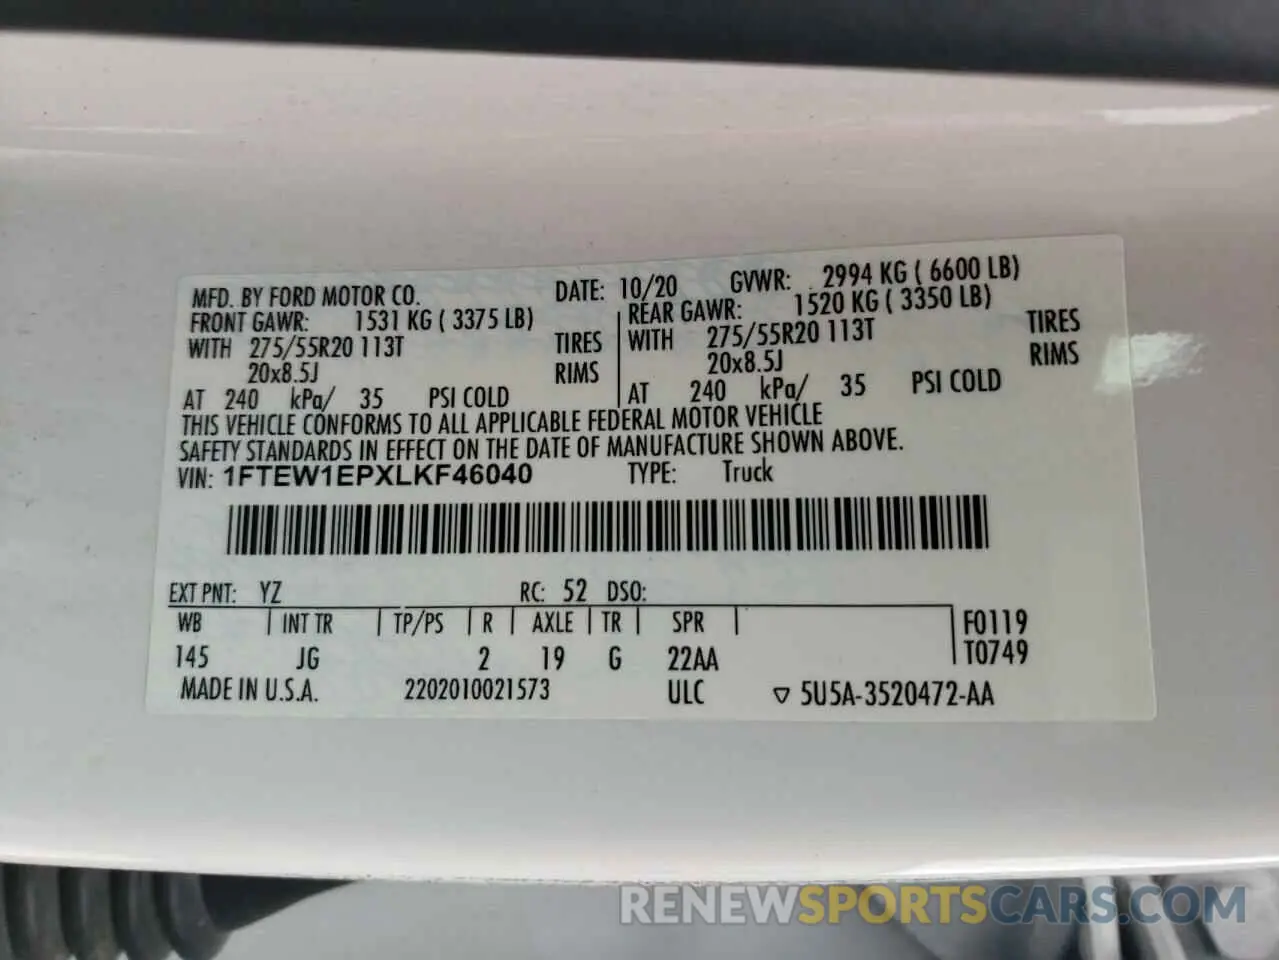 MFD. BY FORD MOTOR CO. DATE: 10/20 GVWR: 2994 KG ( 6600 LB)
FRONT GAWR: 1531 KG ( 3375 LB) REAR GAWR: 1520 KG ( 3350 LB)
WITH 275/55R20 113T TIRES WITH 275/55R20 113T TIRES
20x8.5J RIMS 20x8.5J RIMS
AT 240 kPa/ 35 PSI COLD AT 240 kPa/ 35 PSI COLD
THIS VEHICLE CONFORMS TO ALL APPLICABLE FEDERAL MOTOR VEHICLE
SAFETY STANDARDS IN EFFECT ON THE DATE OF MANUFACTURE SHOWN ABOVE.
VIN: 1FTEW1EPXLKF46040 TYPE: Truck
EXT PNT: YZ RC: 52 DSO:
WB INT TR TP/PS R AXLE TR SPR F0119
145 JG 2 19 G 22AA T0749
MADE IN U.S.A. 2202010021573 ULC ▽ 5U5A-3520472-AA
RENEWSPORTSCARS.COM